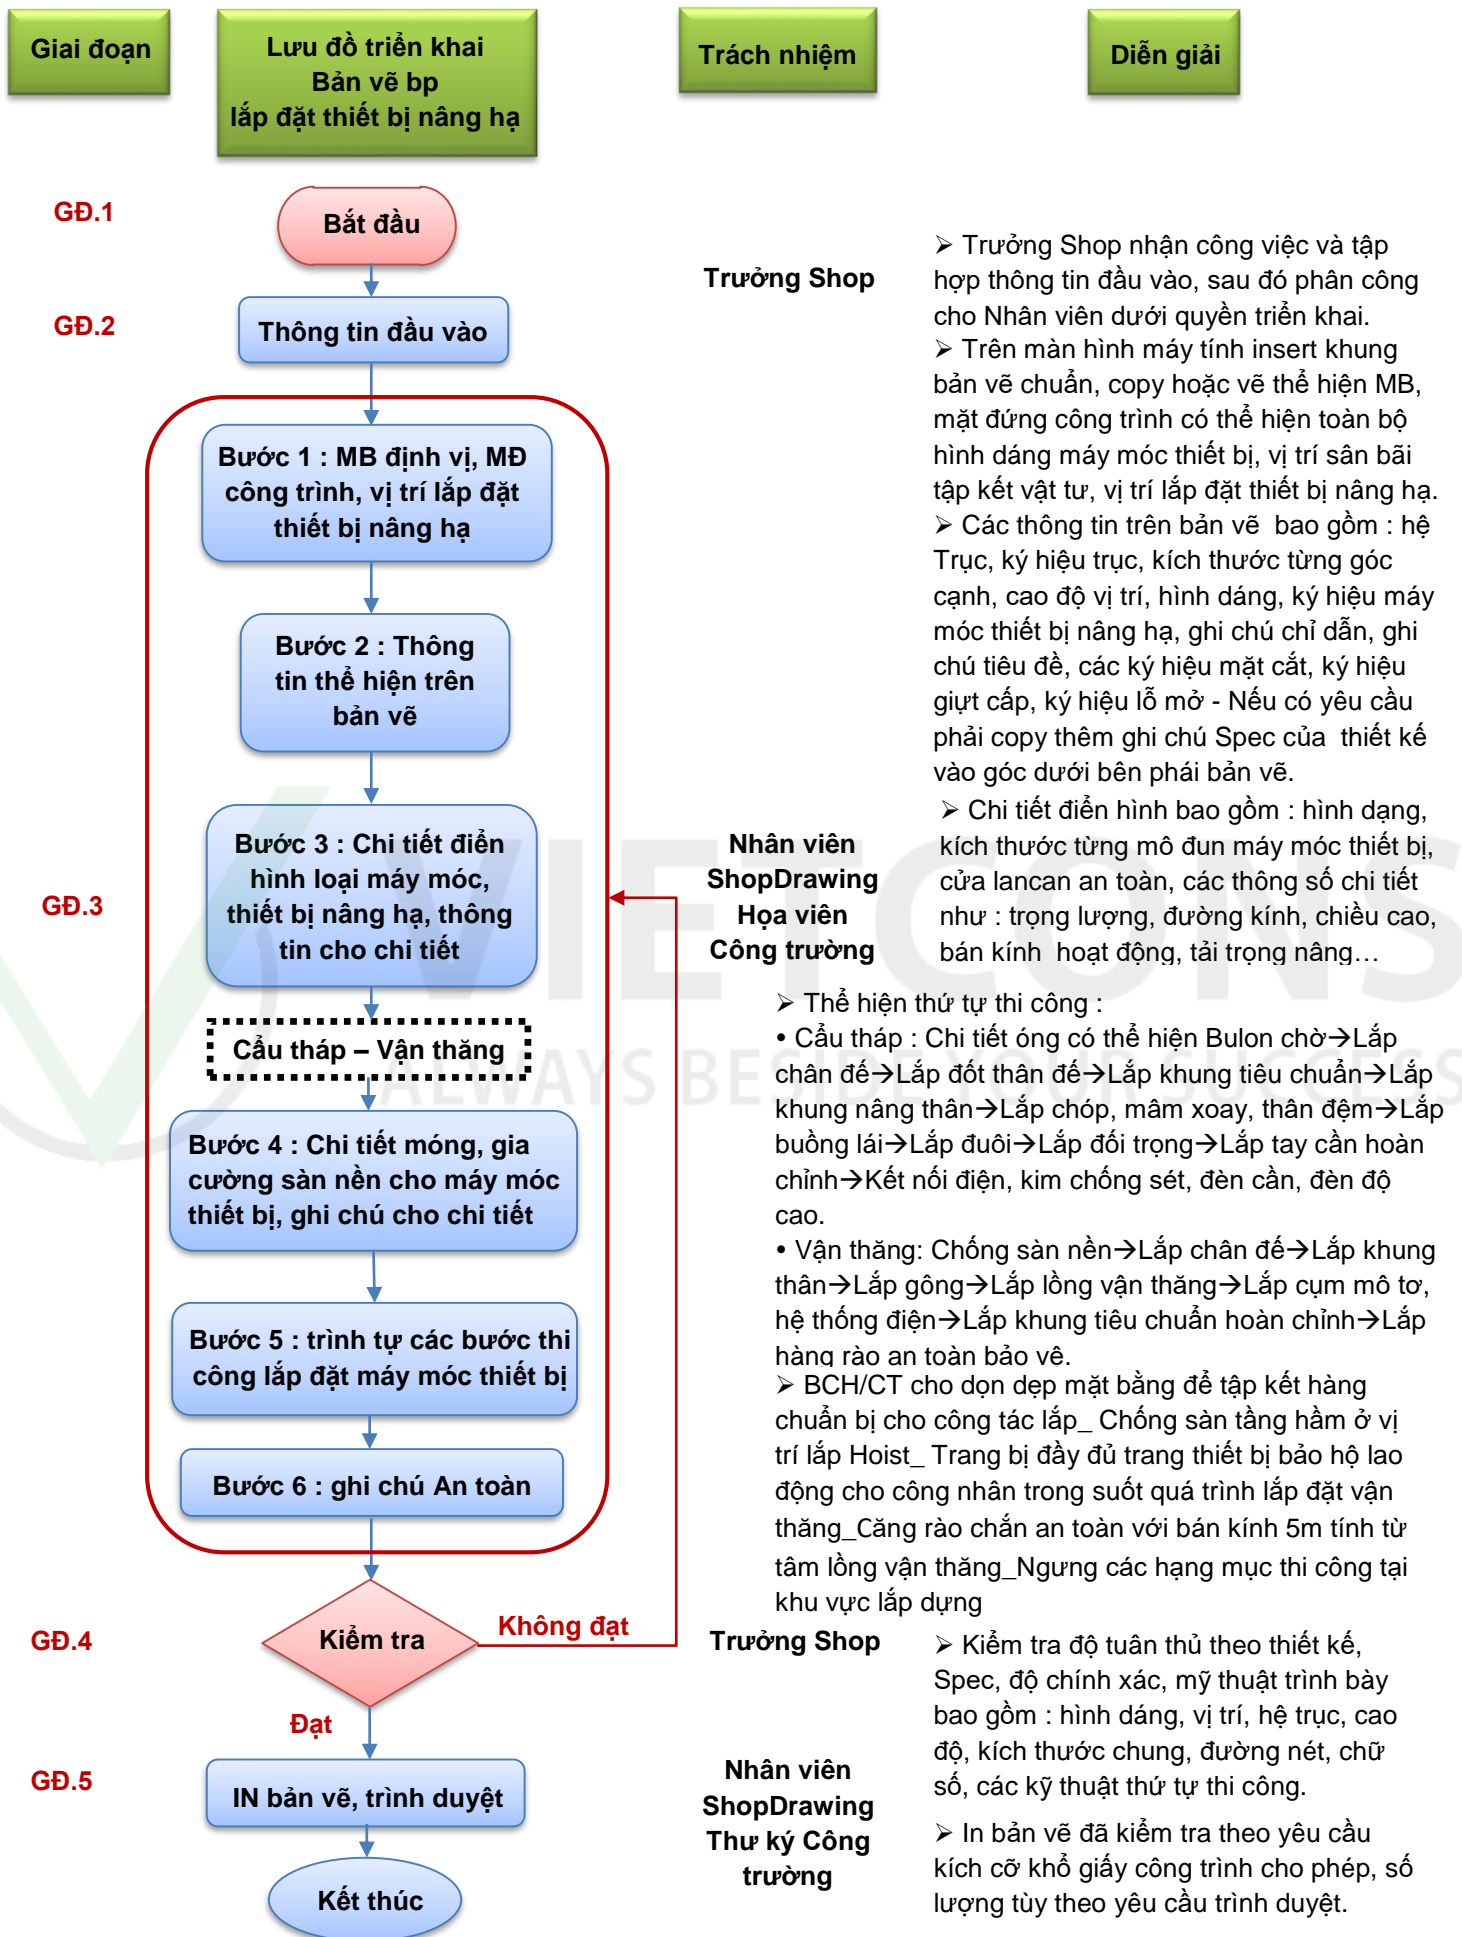 Giai đoạn
Lưu đồ triển khai
Bản vẽ bp
lắp đặt thiết bị nâng hạ
Trách nhiệm
Diễn giải
GĐ.1
Bắt đầu
GĐ.2
Thông tin đầu vào
Trưởng Shop
➢ Trưởng Shop nhận công việc và tập
hợp thông tin đầu vào, sau đó phân công
cho Nhân viên dưới quyền triển khai.
➢ Trên màn hình máy tính insert khung
bản vẽ chuẩn, copy hoặc vẽ thể hiện MB,
mặt đứng công trình có thể hiện toàn bộ
hình dáng máy móc thiết bị, vị trí sân bãi
tập kết vật tư, vị trí lắp đặt thiết bị nâng hạ.
➢ Các thông tin trên bản vẽ bao gồm : hệ
Trục, ký hiệu trục, kích thước từng góc
cạnh, cao độ vị trí, hình dáng, ký hiệu máy
móc thiết bị nâng hạ, ghi chú chỉ dẫn, ghi
chú tiêu đề, các ký hiệu mặt cắt, ký hiệu
giựt cấp, ký hiệu lỗ mở - Nếu có yêu cầu
phải copy thêm ghi chú Spec của thiết kế
vào góc dưới bên phái bản vẽ.
Bước 1 : MB định vị, MĐ
công trình, vị trí lắp đặt
thiết bị nâng hạ
Bước 2 : Thông
tin thể hiện trên
bản vẽ
GĐ.3
Bước 3 : Chi tiết điển
hình loại máy móc,
thiết bị nâng hạ, thông
tin cho chi tiết
Nhân viên
ShopDrawing
Họa viên
Công trường
➢ Chi tiết điển hình bao gồm : hình dạng,
kích thước từng mô đun máy móc thiết bị,
cửa lancan an toàn, các thông số chi tiết
như : trọng lượng, đường kính, chiều cao,
bán kính hoạt động, tải trọng nâng…
Cẩu tháp – Vận thăng
➢ Thể hiện thứ tự thi công :
• Cẩu tháp : Chi tiết óng có thể hiện Bulon chờ→Lắp
chân đế→Lắp đốt thân đế→Lắp khung tiêu chuẩn→Lắp
khung nâng thân→Lắp chóp, mâm xoay, thân đệm→Lắp
buồng lái→Lắp đuôi→Lắp đối trọng→Lắp tay cần hoàn
chỉnh→Kết nối điện, kim chống sét, đèn cần, đèn độ
cao.
• Vận thăng: Chống sàn nền→Lắp chân đế→Lắp khung
thân→Lắp gông→Lắp lồng vận thăng→Lắp cụm mô tơ,
hệ thống điện→Lắp khung tiêu chuẩn hoàn chỉnh→Lắp
hàng rào an toàn bảo vệ.
Bước 4 : Chi tiết móng, gia
cường sàn nền cho máy móc
thiết bị, ghi chú cho chi tiết
Bước 5 : trình tự các bước thi
công lắp đặt máy móc thiết bị
Bước 6 : ghi chú An toàn
➢ BCH/CT cho dọn dẹp mặt bằng để tập kết hàng
chuẩn bị cho công tác lắp_ Chống sàn tầng hầm ở vị
trí lắp Hoist_ Trang bị đầy đủ trang thiết bị bảo hộ lao
động cho công nhân trong suốt quá trình lắp đặt vận
thăng_Căng rào chắn an toàn với bán kính 5m tính từ
tâm lồng vận thăng_Ngưng các hạng mục thi công tại
khu vực lắp dựng
GĐ.4
Kiểm tra
Không đạt
Đạt
Trưởng Shop
➢ Kiểm tra độ tuân thủ theo thiết kế,
Spec, độ chính xác, mỹ thuật trình bày
bao gồm : hình dáng, vị trí, hệ trục, cao
độ, kích thước chung, đường nét, chữ
số, các kỹ thuật thứ tự thi công.
GĐ.5
IN bản vẽ, trình duyệt
Nhân viên
ShopDrawing
Thư ký Công
trường
➢ In bản vẽ đã kiểm tra theo yêu cầu
kích cỡ khổ giấy công trình cho phép, số
lượng tùy theo yêu cầu trình duyệt.
Kết thúc
VIETCONS
ALWAYS BESIDE YOUR SUCCESS